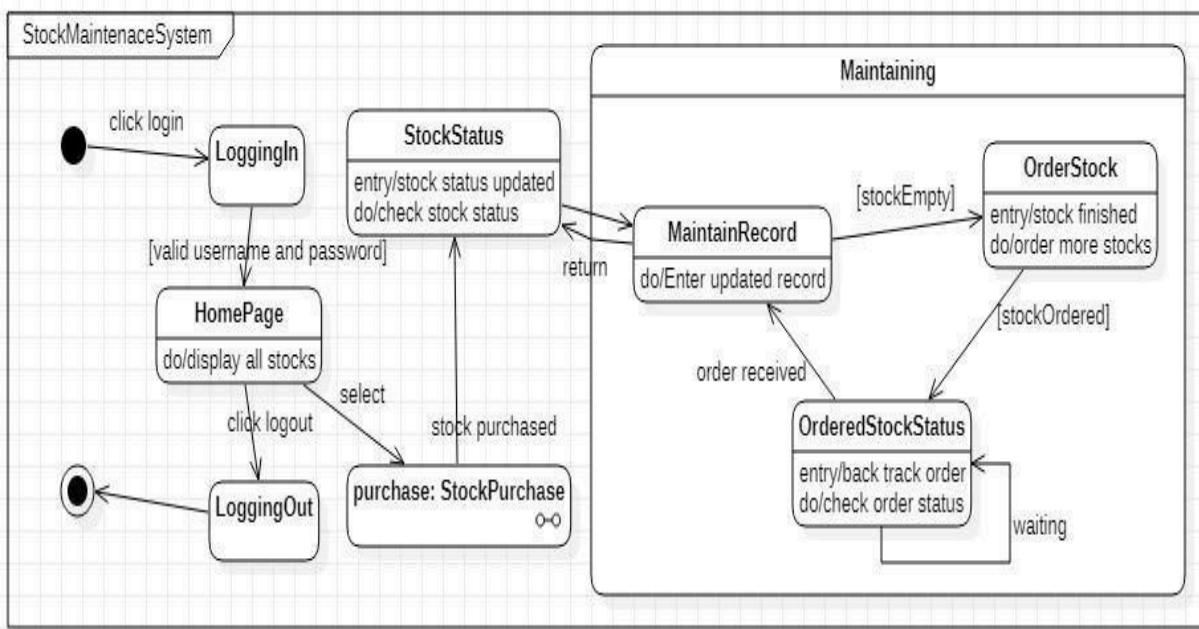 StockMaintenaceSystem
Maintaining
click login
LoggingIn
StockStatus
entry/stock status updated
do/check stock status
OrderStock
entry/stock finished
do/order more stocks
[stockEmpty]
MaintainRecord
do/Enter updated record
return
[valid username and password]
HomePage
do/display all stocks
[stockOrdered]
order received
select
click logout
stock purchased
OrderedStockStatus
entry/back track order
do/check order status
waiting
purchase: StockPurchase
LoggingOut